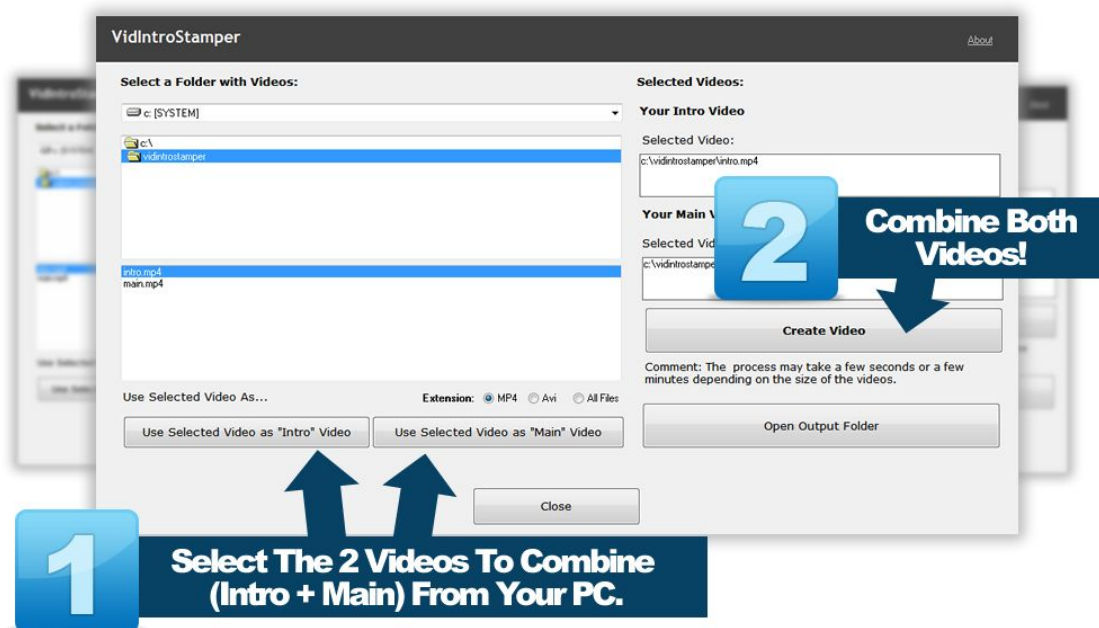 VidIntroStamper
About
Select a Folder with Videos:
c: [SYSTEM]
c:\
vidintrostamper
intro.mp4
main.mp4
Use Selected Video As...
Extension: MP4 Avi All Files
Use Selected Video as "Intro" Video
Use Selected Video as "Main" Video
Selected Videos:
Your Intro Video
Selected Video:
c:\vidintrostamper\intro.mp4
Your Main
Selected
2
Combine Both
Videos!
Create Video
Comment: The process may take a few seconds or a few
minutes depending on the size of the videos.
Open Output Folder
Close
1
Select The 2 Videos To Combine
(Intro + Main) From Your PC.